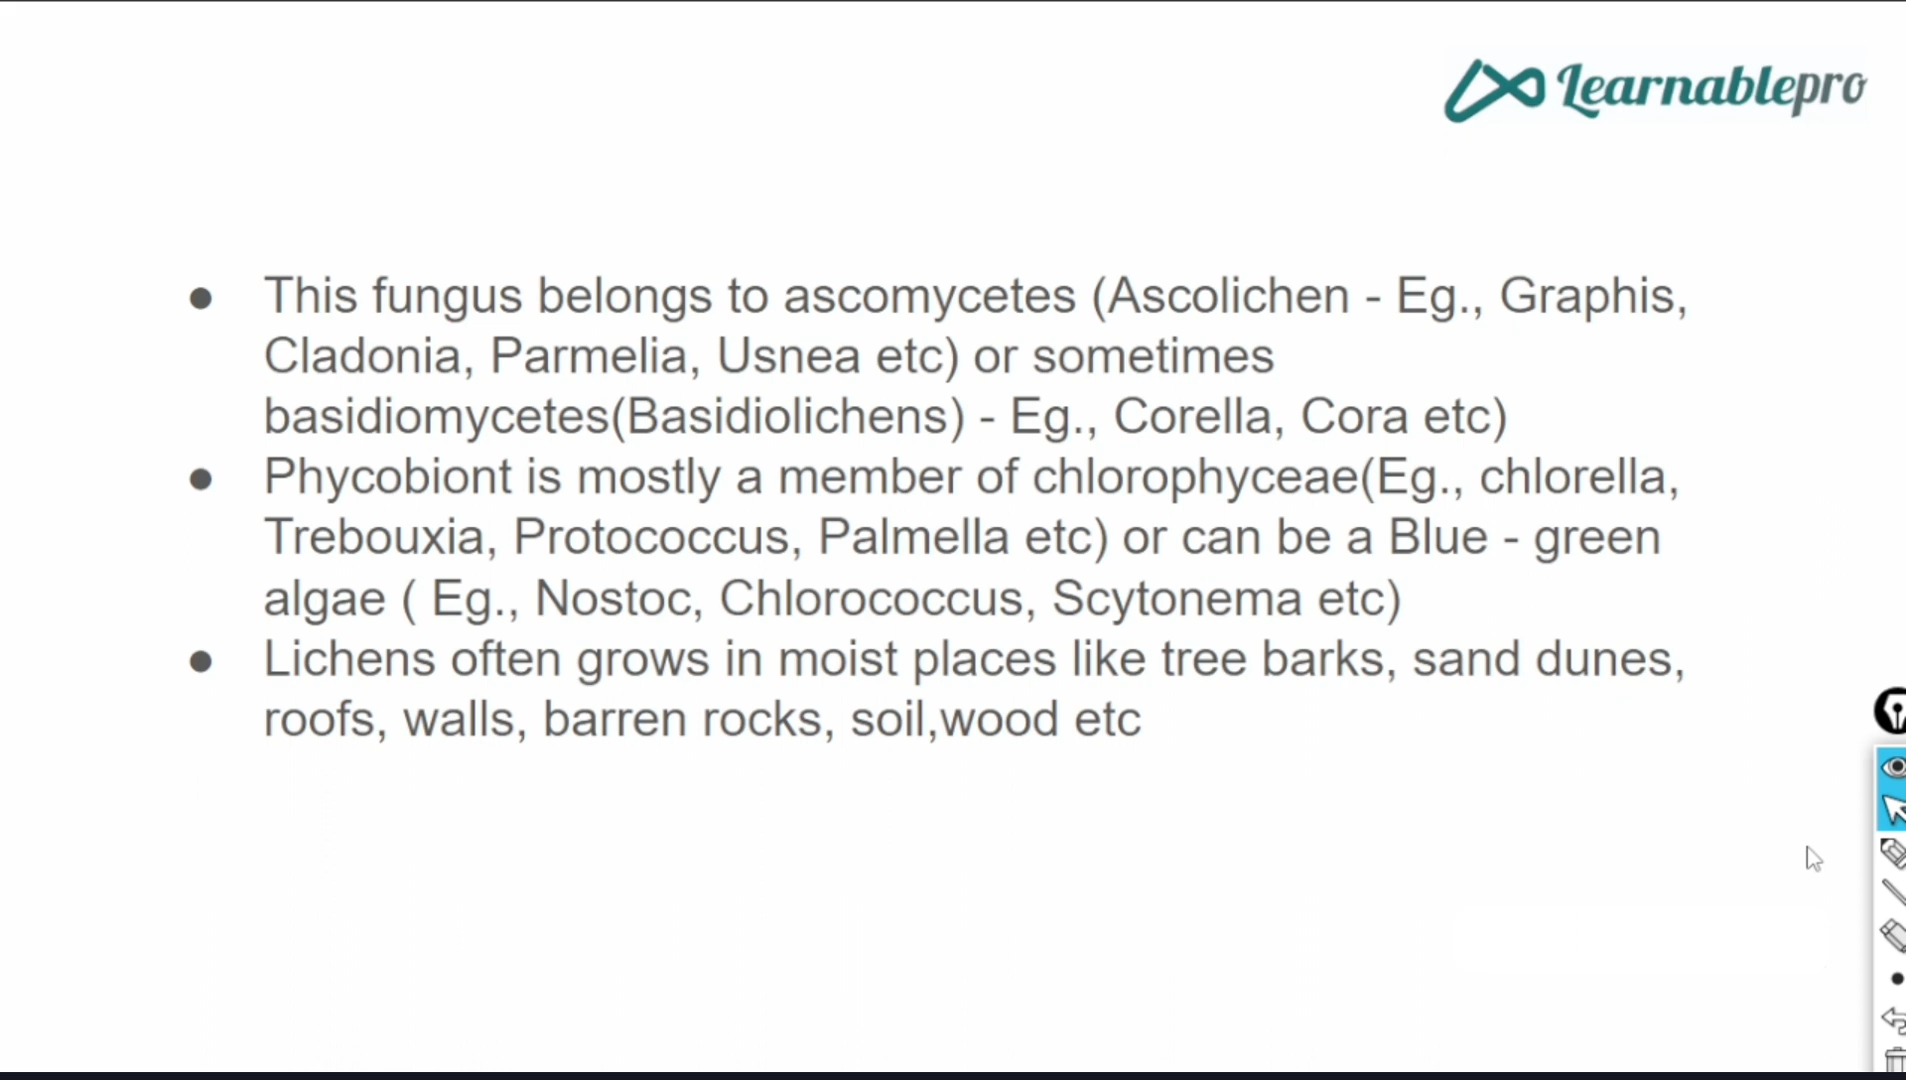 Learnablepro
● This fungus belongs to ascomycetes (Ascolichen - Eg., Graphis,
Cladonia, Parmelia, Usnea etc) or sometimes
basidiomycetes(Basidiolichens) - Eg., Corella, Cora etc)
● Phycobiont is mostly a member of chlorophyceae(Eg., chlorella,
Trebouxia, Protococcus, Palmella etc) or can be a Blue - green
algae ( Eg., Nostoc, Chlorococcus, Scytonema etc)
● Lichens often grows in moist places like tree barks, sand dunes,
roofs, walls, barren rocks, soil,wood etc